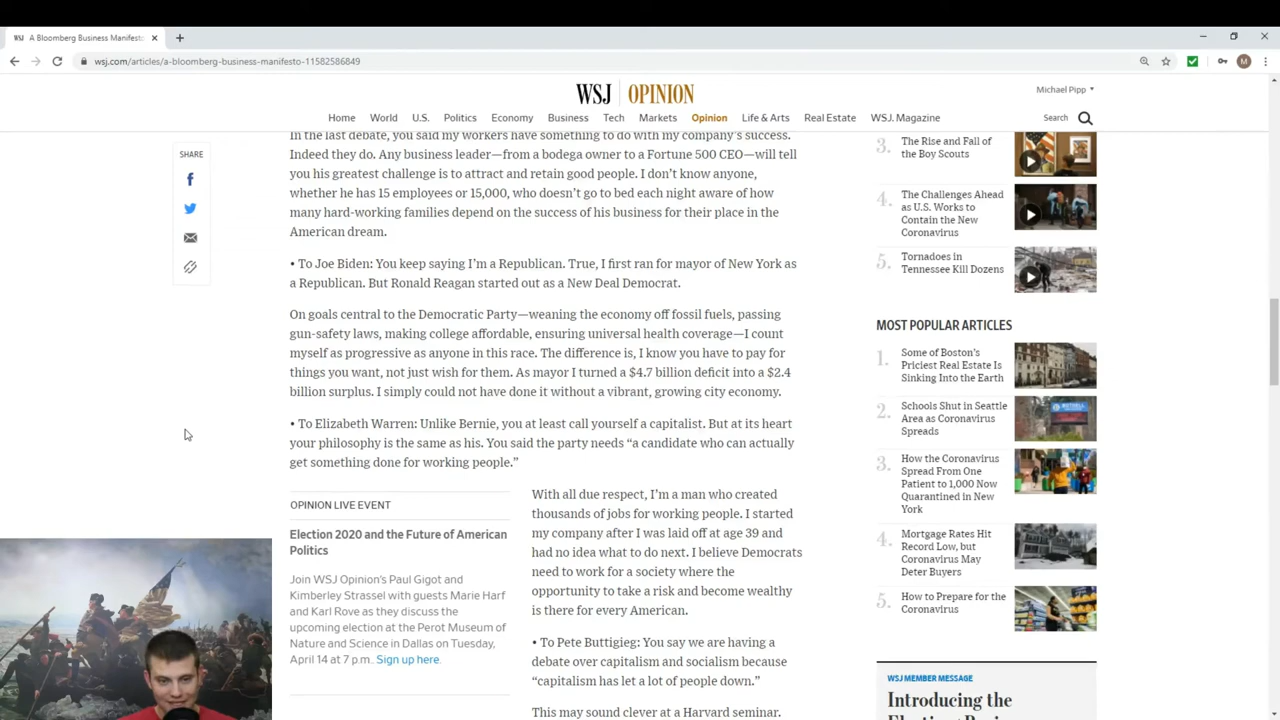 A Bloomberg Business Manifesto
wsj.com/articles/a-bloomberg-business-manifesto-11582586849
M
WSJ OPINION
Michael Pipp
Home World U.S. Politics Economy Business Tech Markets Opinion Life & Arts Real Estate WSJ. Magazine Search
SHARE
In the last debate, you said my workers have something to do with my company's success.
Indeed they do. Any business leader—from a bodega owner to a Fortune 500 CEO—will tell
you his greatest challenge is to attract and retain good people. I don't know anyone,
whether he has 15 employees or 15,000, who doesn't go to bed each night aware of how
many hard-working families depend on the success of his business for their place in the
American dream.
• To Joe Biden: You keep saying I'm a Republican. True, I first ran for mayor of New York as
a Republican. But Ronald Reagan started out as a New Deal Democrat.
On goals central to the Democratic Party—weaning the economy off fossil fuels, passing
gun-safety laws, making college affordable, ensuring universal health coverage—I count
myself as progressive as anyone in this race. The difference is, I know you have to pay for
things you want, not just wish for them. As mayor I turned a $4.7 billion deficit into a $2.4
billion surplus. I simply could not have done it without a vibrant, growing city economy.
• To Elizabeth Warren: Unlike Bernie, you at least call yourself a capitalist. But at its heart
your philosophy is the same as his. You said the party needs "a candidate who can actually
get something done for working people."
OPINION LIVE EVENT
Election 2020 and the Future of American
Politics
Join WSJ Opinion's Paul Gigot and
Kimberley Strassel with guests Marie Harf
and Karl Rove as they discuss the
upcoming election at the Perot Museum of
Nature and Science in Dallas on Tuesday,
April 14 at 7 p.m.. Sign up here.
With all due respect, I'm a man who created
thousands of jobs for working people. I started
my company after I was laid off at age 39 and
had no idea what to do next. I believe Democrats
need to work for a society where the
opportunity to take a risk and become wealthy
is there for every American.
• To Pete Buttigieg: You say we are having a
debate over capitalism and socialism because
"capitalism has let a lot of people down."
This may sound clever at a Harvard seminar.
3.
The Rise and Fall of
the Boy Scouts
4.
The Challenges Ahead
as U.S. Works to
Contain the New
Coronavirus
5.
Tornadoes in
Tennessee Kill Dozens
MOST POPULAR ARTICLES
1.
Some of Boston's
Priciest Real Estate Is
Sinking Into the Earth
2.
Schools Shut in Seattle
Area as Coronavirus
Spreads
3.
How the Coronavirus
Spread From One
Patient to 1,000 Now
Quarantined in New
York
4.
Mortgage Rates Hit
Record Low, but
Coronavirus May
Deter Buyers
5.
How to Prepare for the
Coronavirus
WSJ MEMBER MESSAGE
Introducing the